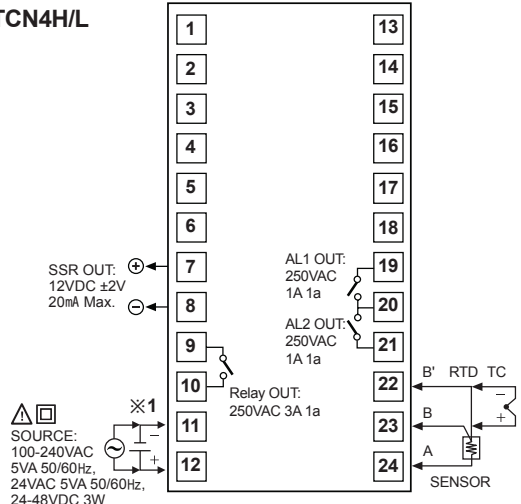 TCN4H/L
1
2
3
4
5
6
7
8
9
10
11
12
13
14
15
16
17
18
19
20
21
22
23
24
SSR OUT:
12VDC ±2V
20㎃ Max.
⊕
⊖
Relay OUT:
250VAC 3A 1a
※1
SOURCE:
100-240VAC
5VA 50/60Hz,
24VAC 5VA 50/60Hz,
24-48VDC 3W
−
+
AL1 OUT:
250VAC
1A 1a
AL2 OUT:
250VAC
1A 1a
B' RTD TC
−
+
B
A
SENSOR